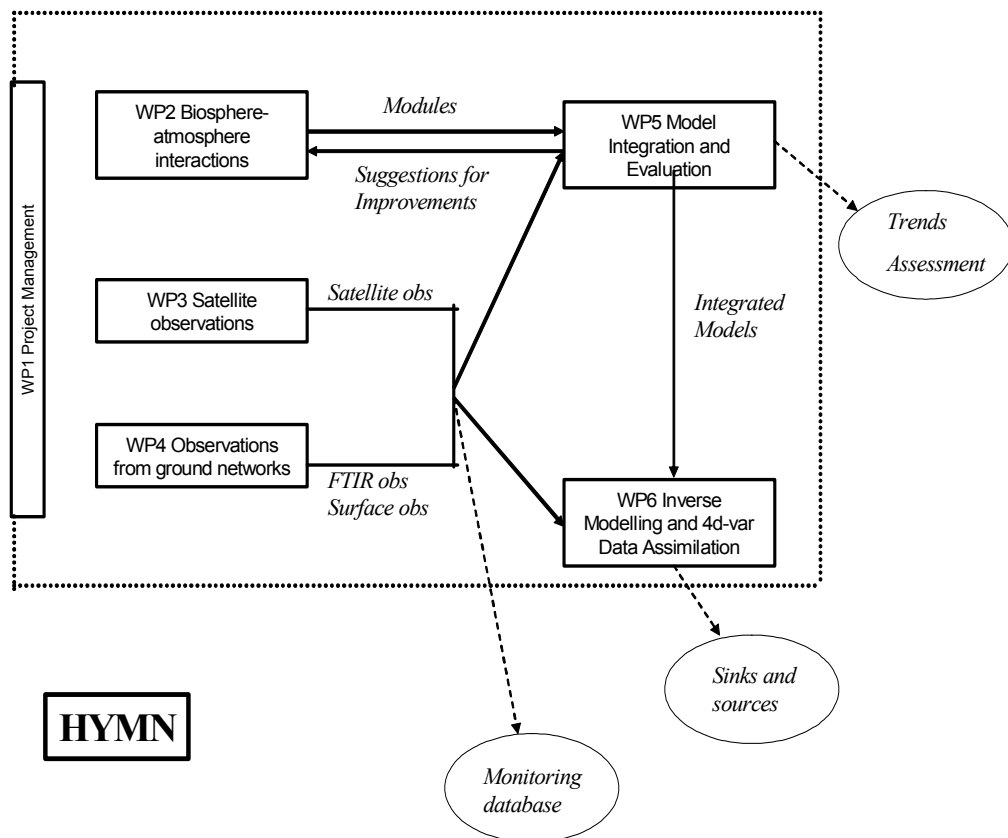 WP1 Project Management
WP2 Biosphere-
atmosphere
interactions
Modules
Suggestions for
Improvements
WP5 Model
Integration and
Evaluation
Trends
Assessment
WP3 Satellite
observations
Satellite obs
Integrated
Models
WP4 Observations
from ground networks
FTIR obs
Surface obs
WP6 Inverse
Modelling and 4d-var
Data Assimilation
Sinks and
sources
HYMN
Monitoring
database